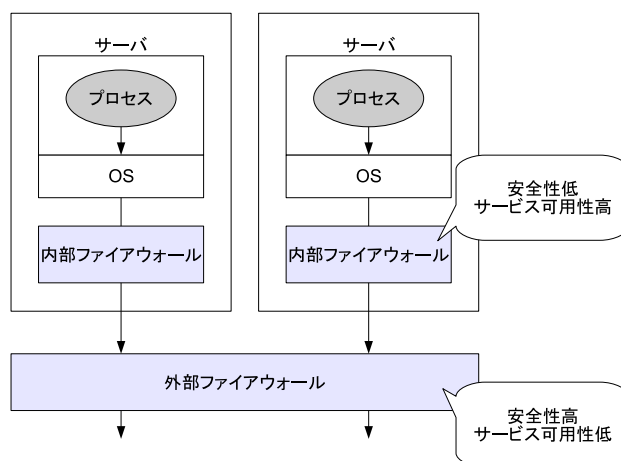 サーバ
サーバ
プロセス
プロセス
OS
OS
安全性低
サービス可用性高
内部ファイアウォール
内部ファイアウォール
外部ファイアウォール
安全性高
サービス可用性低